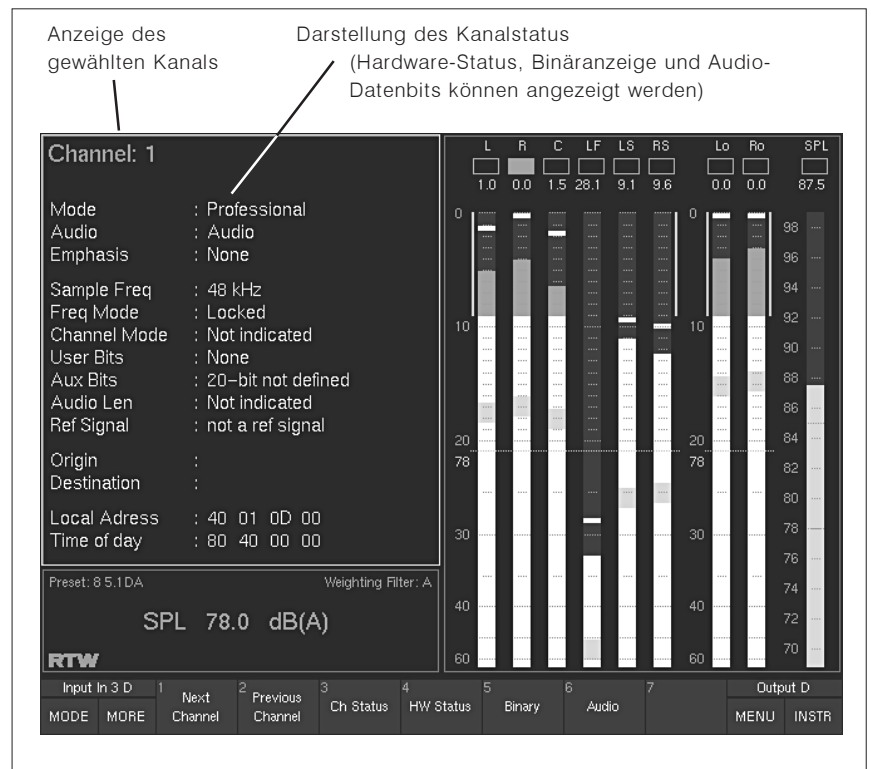 Anzeige des
gewählten Kanals
Darstellung des Kanalstatus
(Hardware-Status, Binäranzeige und Audio-
Datenbits können angezeigt werden)
Channel: 1
Mode : Professional
Audio : Audio
Emphasis : None
Sample Freq : 48 kHz
Freq Mode : Locked
Channel Mode : Not indicated
User Bits : None
Aux Bits : 20-bit not defined
Audio Len : Not indicated
Ref Signal : not a ref signal
Origin :
Destination :
Local Adress : 40 01 0D 00
Time of day : 80 40 00 00
Preset: 8 5.1DA Weighting Filter: A
SPL 78.0 dB(A)
RTW
L R C LF LS RS Lo Ro SPL
1.0 0.0 1.5 28.1 9.1 9.6 0.0 0.0 87.5
0 0
98
96
94
92
10 10
90
88
86
84
20 20
78 78
82
80
78
30 30
76
74
40 40
72
70
60 60
Input In 3 D 1 Next Channel 2 Previous Channel 3 Ch Status 4 HW Status 5 Binary 6 Audio 7 Output D
MODE MORE MENU INSTR